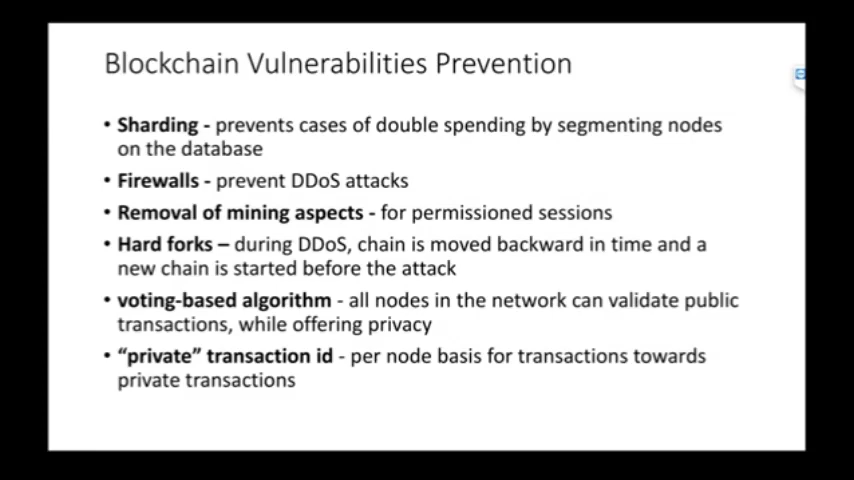 Blockchain Vulnerabilities Prevention
• Sharding - prevents cases of double spending by segmenting nodes
on the database
• Firewalls - prevent DDoS attacks
• Removal of mining aspects - for permissioned sessions
• Hard forks – during DDoS, chain is moved backward in time and a
new chain is started before the attack
• voting-based algorithm - all nodes in the network can validate public
transactions, while offering privacy
• “private” transaction id - per node basis for transactions towards
private transactions